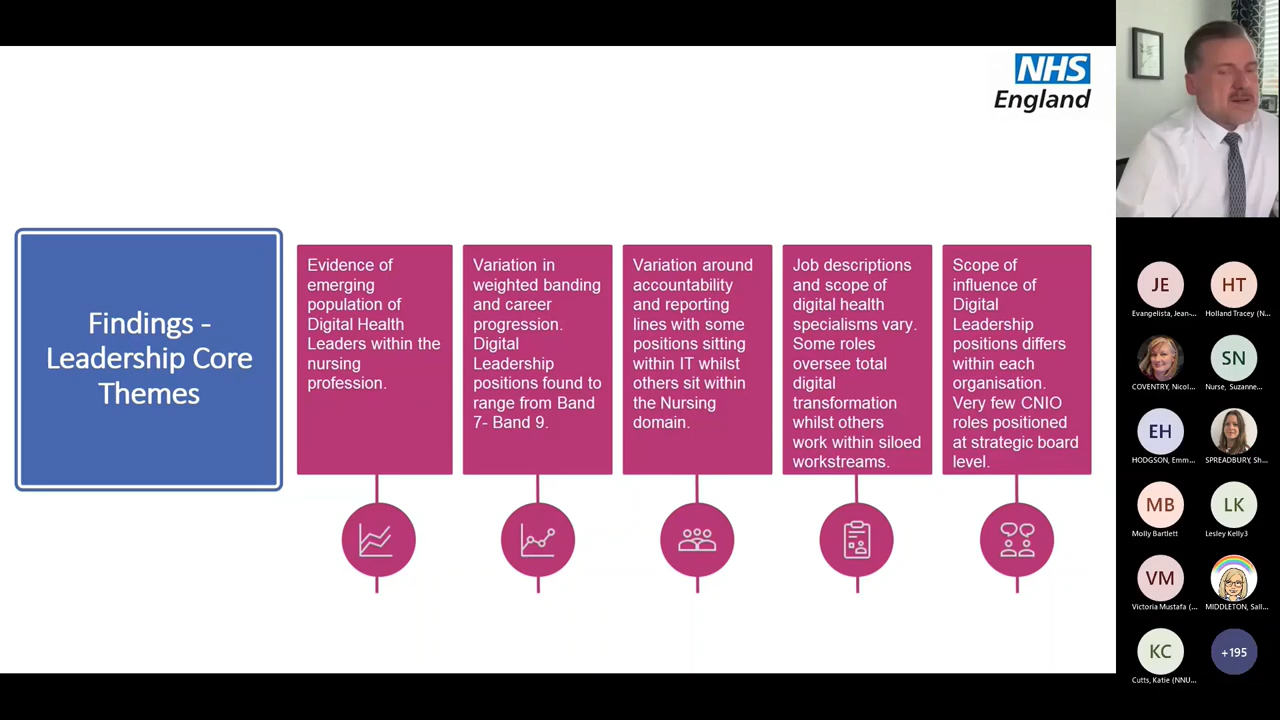 NHS
England
Findings -
Leadership Core
Themes
Evidence of
emerging
population of
Digital Health
Leaders within the
nursing
profession.
Variation in
weighted banding
and career
progression.
Digital
Leadership
positions found to
range from Band
7- Band 9.
Variation around
accountability
and reporting
lines with some
positions sitting
within IT whilst
others sit within
the Nursing
domain.
Job descriptions
and scope of
digital health
specialisms vary.
Some roles
oversee total
digital
transformation
whilst others
work within siloed
workstreams.
Scope of
influence of
Digital
Leadership
positions differs
within each
organisation.
Very few CNIO
roles positioned
at strategic board
level.
JE
Evangelista, Jean-...
HT
Holland Tracey (N...
COVENTRY, Nicol...
SN
Nurse, Suzanne...
EH
HODGSON, Emm...
SPREADBURY, Sh...
MB
Molly Bartlett
LK
Lesley Kelly3
VM
Victoria Mustafa (...
MIDDLETON, Sall...
KC
Cutts, Katie (NNU...
+195